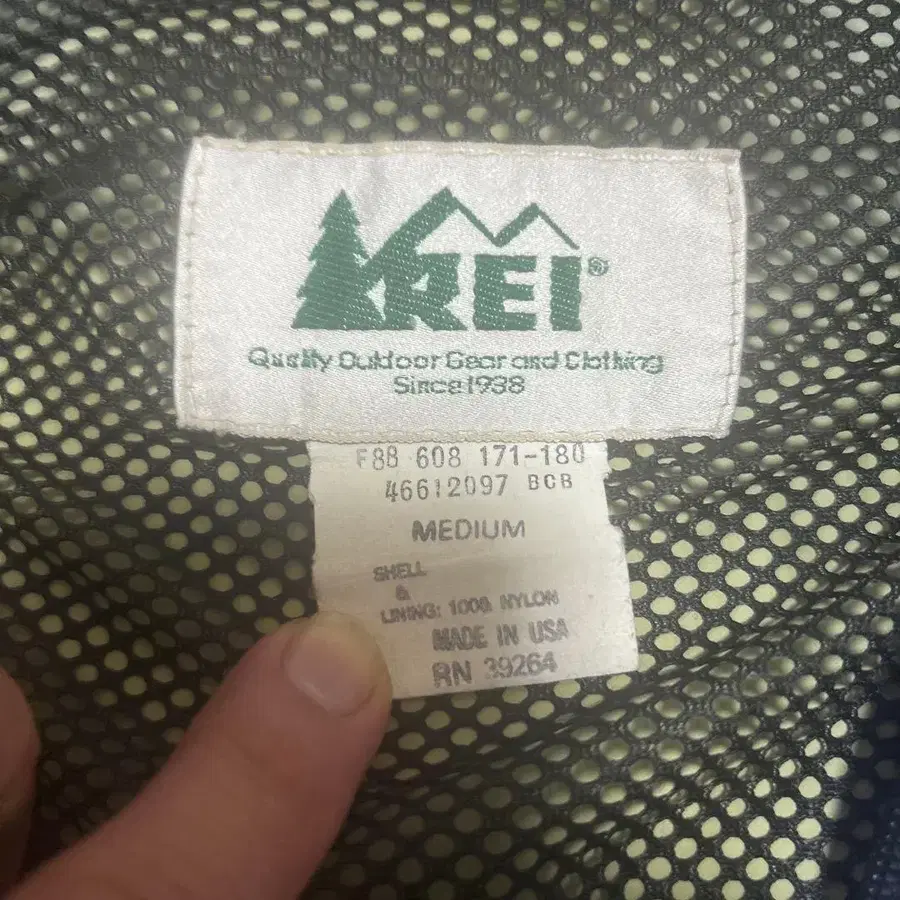 REI®
Quality Outdoor Gear and Clothing
Since 1938
F88 608 171-180
46612097 BCB
MEDIUM
SHELL
&
LINING: 100% NYLON
MADE IN USA
RN 39264